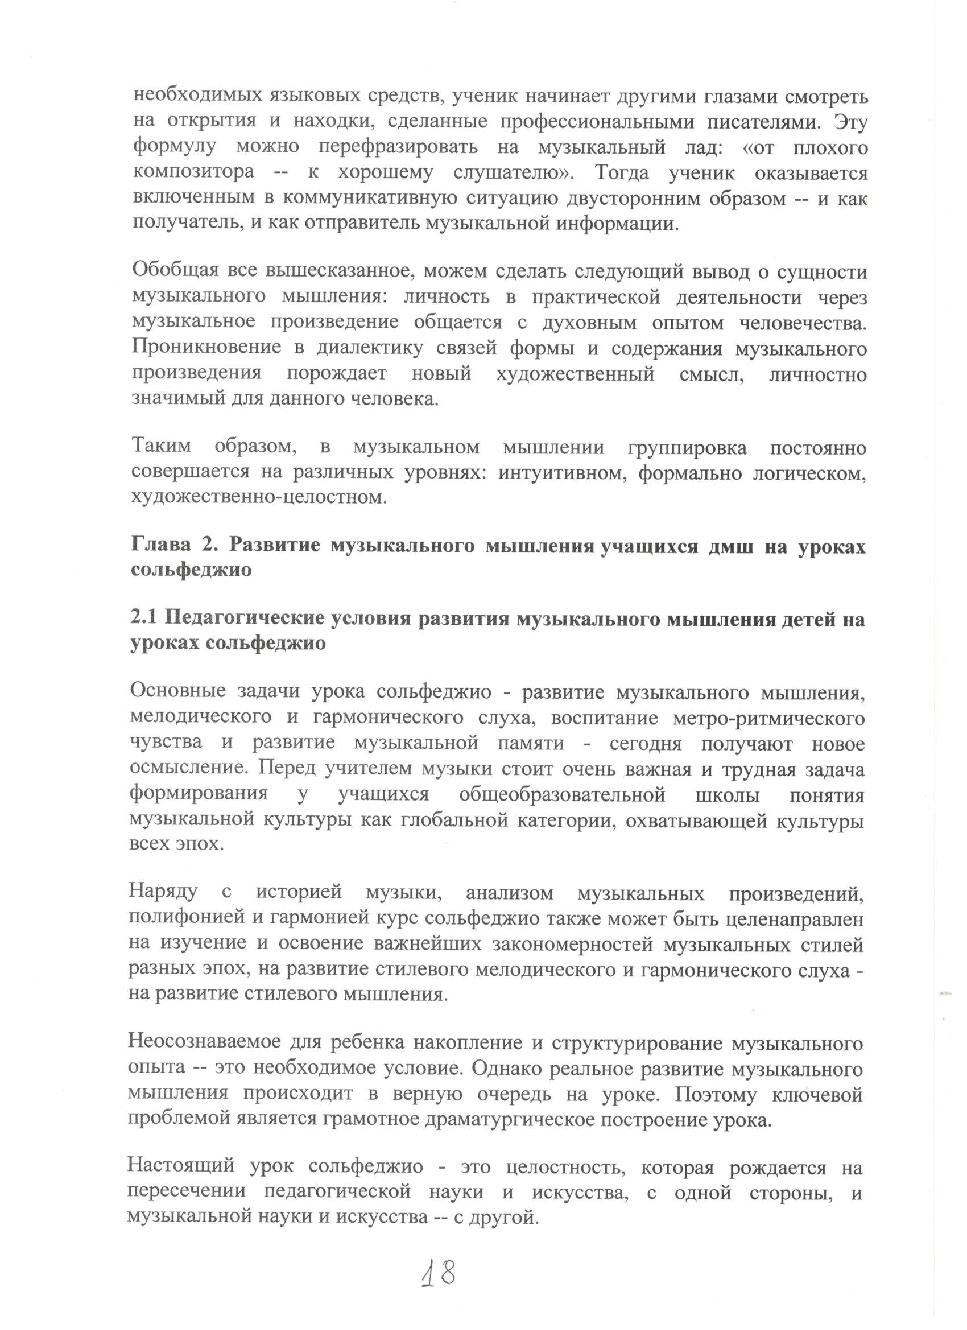 необходимых языковых средств, ученик начинает другими глазами смотреть
на открытия и находки, сделанные профессиональными писателями. Эту
формулу можно перефразировать на музыкальный лад: «от плохого
композитора -- к хорошему слушателю». Тогда ученик оказывается
включенным в коммуникативную ситуацию двусторонним образом -- и как
получатель, и как отправитель музыкальной информации.
Обобщая все вышесказанное, можем сделать следующий вывод о сущности
музыкального мышления: личность в практической деятельности через
музыкальное произведение общается с духовным опытом человечества.
Проникновение в диалектику связей формы и содержания музыкального
произведения порождает новый художественный смысл, личностно
значимый для данного человека.
Таким образом, в музыкальном мышлении группировка постоянно
совершается на различных уровнях: интуитивном, формально логическом,
художественно-целостном.
Глава 2. Развитие музыкального мышления учащихся дмш на уроках
сольфеджио
2.1 Педагогические условия развития музыкального мышления детей на
уроках сольфеджио
Основные задачи урока сольфеджио - развитие музыкального мышления,
мелодического и гармонического слуха, воспитание метро-ритмического
чувства и развитие музыкальной памяти - сегодня получают новое
осмысление. Перед учителем музыки стоит очень важная и трудная задача
формирования у учащихся общеобразовательной школы понятия
музыкальной культуры как глобальной категории, охватывающей культуры
всех эпох.
Наряду с историей музыки, анализом музыкальных произведений,
полифонией и гармонией курс сольфеджио также может быть целенаправлен
на изучение и освоение важнейших закономерностей музыкальных стилей
разных эпох, на развитие стилевого мелодического и гармонического слуха -
на развитие стилевого мышления.
Неосознаваемое для ребенка накопление и структурирование музыкального
опыта -- это необходимое условие. Однако реальное развитие музыкального
мышления происходит в верную очередь на уроке. Поэтому ключевой
проблемой является грамотное драматургическое построение урока.
Настоящий урок сольфеджио - это целостность, которая рождается на
пересечении педагогической науки и искусства, с одной стороны, и
музыкальной науки и искусства -- с другой.
18